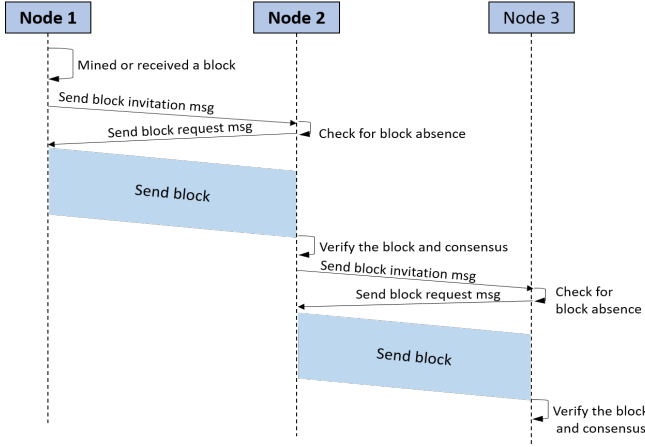 Node 1
Node 2
Node 3
Mined or received a block
Send block invitation msg
Send block request msg
Check for block absence
Send block
Verify the block and consensus
Send block invitation msg
Send block request msg
Check for
block absence
Send block
Verify the block
and consensus